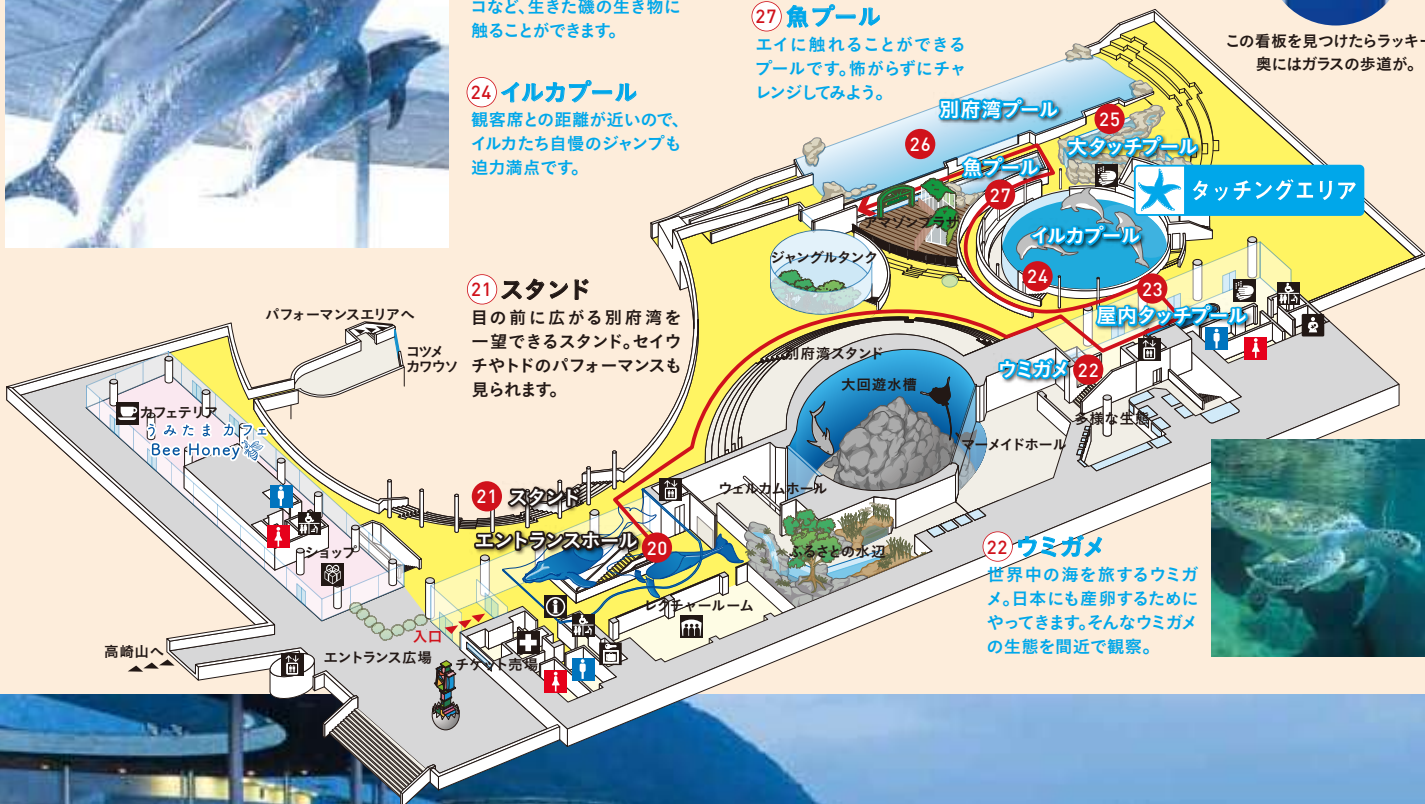 コなど、生きた磯の生き物に
触ることができます。
24 イルカプール
観客席との距離が近いので、
イルカたち自慢のジャンプも
迫力満点です。
27 魚プール
エイに触れることができる
プールです。怖がらずにチャ
レンジしてみよう。
この看板を見つけたらラッキー
奥にはガラスの歩道が。
別府湾プール
26
25
大タッチプール
魚プール
27
タッチングエリア
アマゾンプラザ
イルカプール
ジャングルタンク
24
23
屋内タッチプール
21 スタンド
目の前に広がる別府湾を
一望できるスタンド。セイウ
チやトドのパフォーマンスも
見られます。
パフォーマンスエリアへ
コツメ
カワウソ
別府湾スタンド
大回遊水槽
ウミガメ 22
多様な生態
マーメイドホール
カフェテリア
うみたま カフェ
Bee Honey
ウェルカムホール
21 スタンド
エントランスホール 20
ふるさとの水辺
ショップ
レクチャールーム
22 ウミガメ
世界中の海を旅するウミガ
メ。日本にも産卵するために
やってきます。そんなウミガメ
の生態を間近で観察。
入口
高崎山へ
エントランス広場
チケット売場